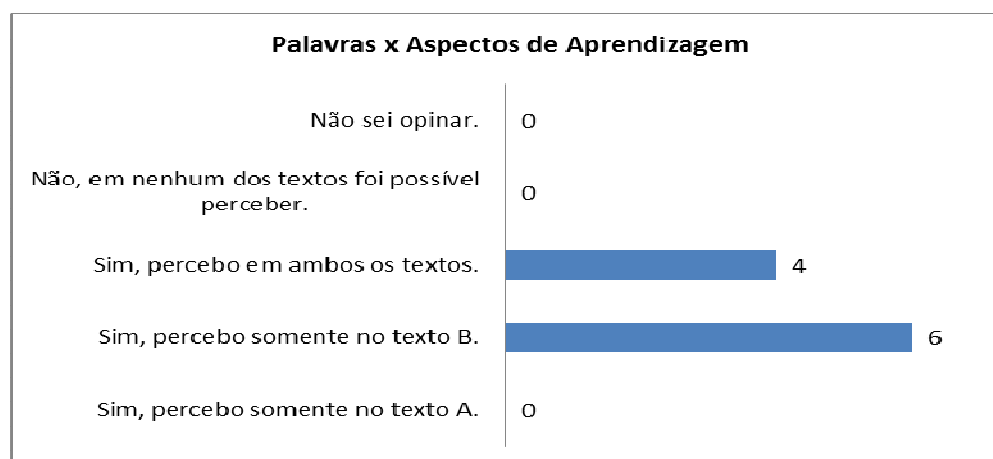 Palavras x Aspectos de Aprendizagem
Não sei opinar.
0
Não, em nenhum dos textos foi possível
perceber.
0
Sim, percebo em ambos os textos.
4
Sim, percebo somente no texto B.
6
Sim, percebo somente no texto A.
0